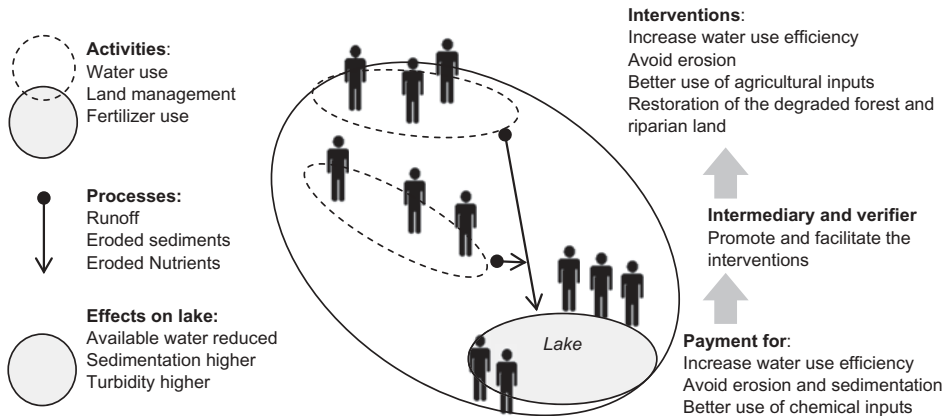 Activities:
Water use
Land management
Fertilizer use
Processes:
Runoff
Eroded sediments
Eroded Nutrients
Effects on lake:
Available water reduced
Sedimentation higher
Turbidity higher
Lake
Interventions:
Increase water use efficiency
Avoid erosion
Better use of agricultural inputs
Restoration of the degraded forest and
riparian land
Intermediary and verifier
Promote and facilitate the
interventions
Payment for:
Increase water use efficiency
Avoid erosion and sedimentation
Better use of chemical inputs